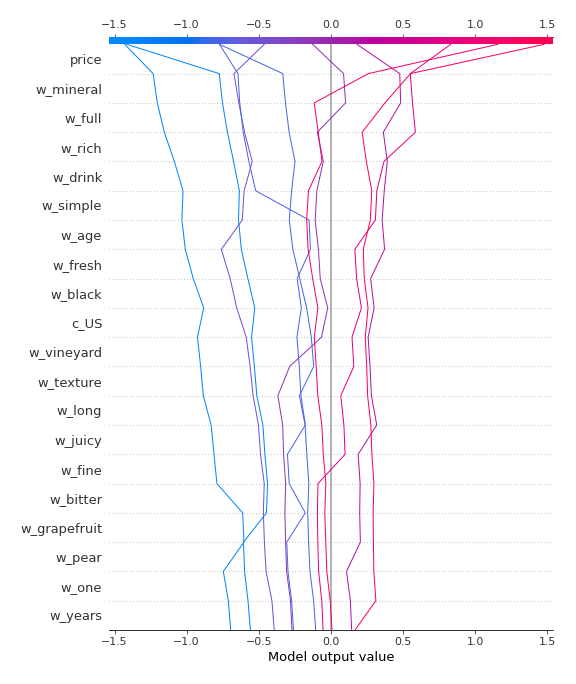 −1.5 −1.0 −0.5 0.0 0.5 1.0 1.5
price
w_mineral
w_full
w_rich
w_drink
w_simple
w_age
w_fresh
w_black
c_US
w_vineyard
w_texture
w_long
w_juicy
w_fine
w_bitter
w_grapefruit
w_pear
w_one
w_years
−1.5 −1.0 −0.5 0.0 0.5 1.0 1.5
Model output value